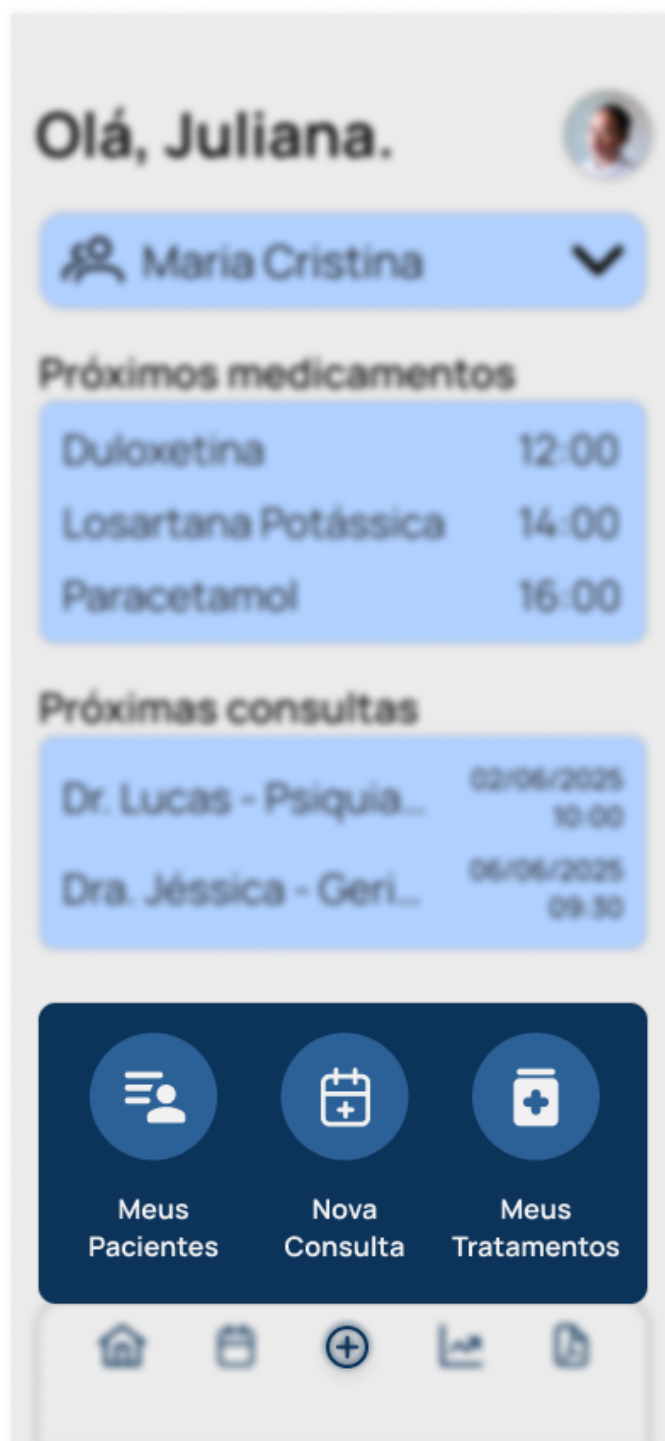 Olá, Juliana.
Maria Cristina
Próximos medicamentos
Duloxetina 12:00
Losartana Potássica 14:00
Paracetamol 16:00
Próximas consultas
Dr. Lucas - Psiquia... 02/06/2025
10:00
Dra. Jéssica - Geri... 06/06/2025
09:30
Meus Nova Meus
Pacientes Consulta Tratamentos